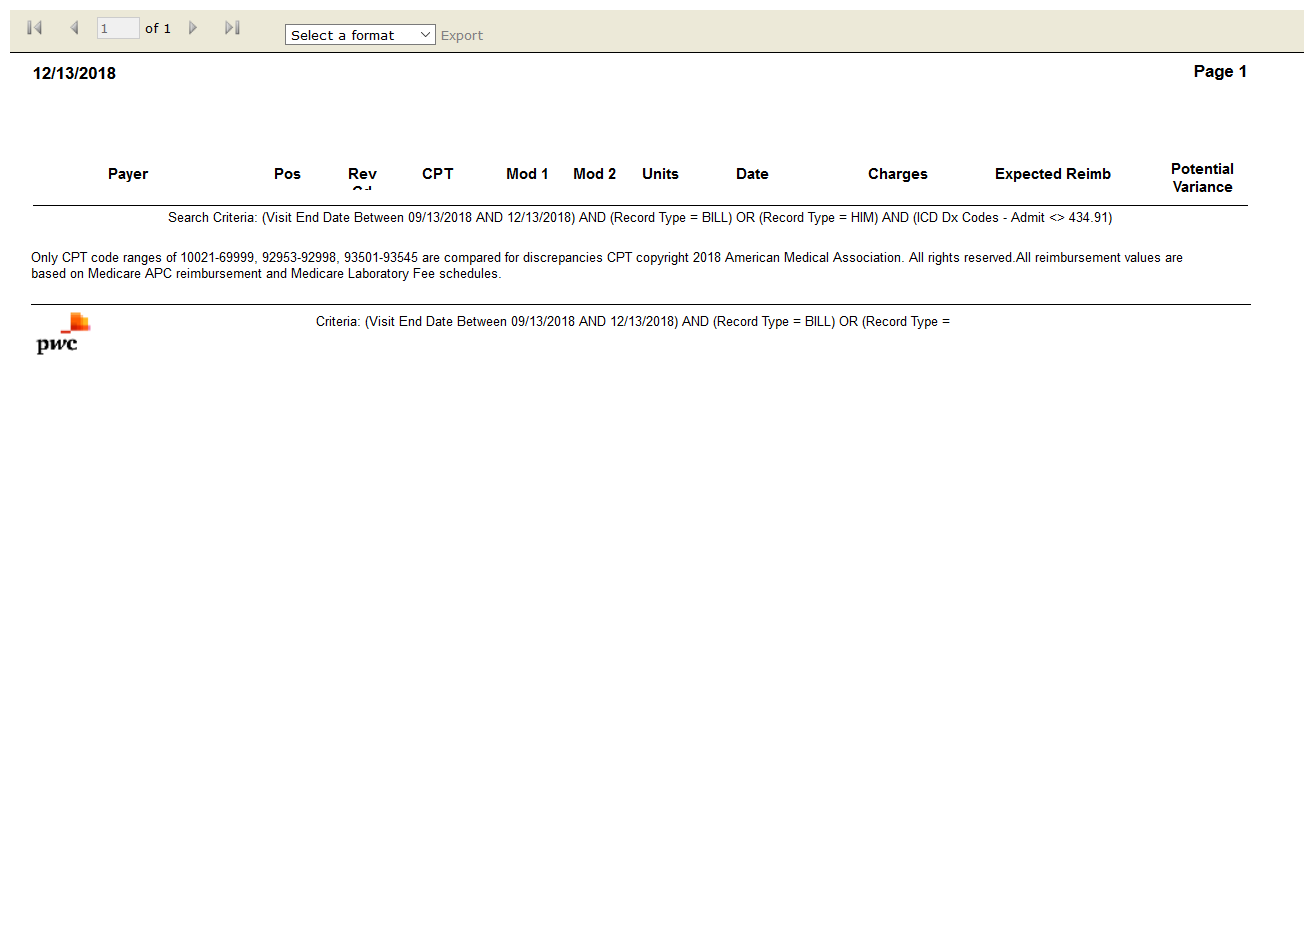 1 of 1 Select a format Export
12/13/2018 Page 1
Payer Pos Rev CPT Mod 1 Mod 2 Units Date Charges Expected Reimb Potential
Variance
Search Criteria: (Visit End Date Between 09/13/2018 AND 12/13/2018) AND (Record Type = BILL) OR (Record Type = HIM) AND (ICD Dx Codes - Admit <> 434.91)
Only CPT code ranges of 10021-69999, 92953-92998, 93501-93545 are compared for discrepancies CPT copyright 2018 American Medical Association. All rights reserved.All reimbursement values are
based on Medicare APC reimbursement and Medicare Laboratory Fee schedules.
Criteria: (Visit End Date Between 09/13/2018 AND 12/13/2018) AND (Record Type = BILL) OR (Record Type =
pwc